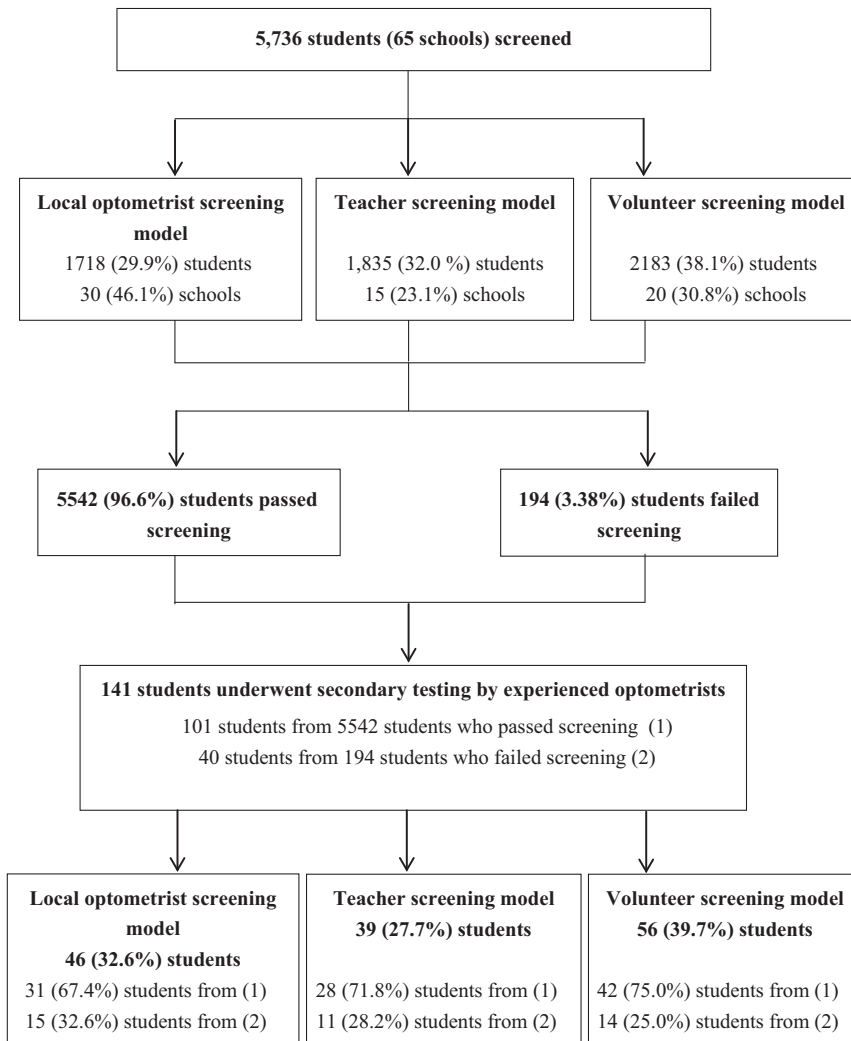 5,736 students (65 schools) screened
Local optometrist screening
model
1718 (29.9%) students
30 (46.1%) schools
Teacher screening model
1,835 (32.0 %) students
15 (23.1%) schools
Volunteer screening model
2183 (38.1%) students
20 (30.8%) schools
5542 (96.6%) students passed
screening
194 (3.38%) students failed
screening
141 students underwent secondary testing by experienced optometrists
101 students from 5542 students who passed screening (1)
40 students from 194 students who failed screening (2)
Local optometrist screening
model
46 (32.6%) students
31 (67.4%) students from (1)
15 (32.6%) students from (2)
Teacher screening model
39 (27.7%) students
28 (71.8%) students from (1)
11 (28.2%) students from (2)
Volunteer screening model
56 (39.7%) students
42 (75.0%) students from (1)
14 (25.0%) students from (2)